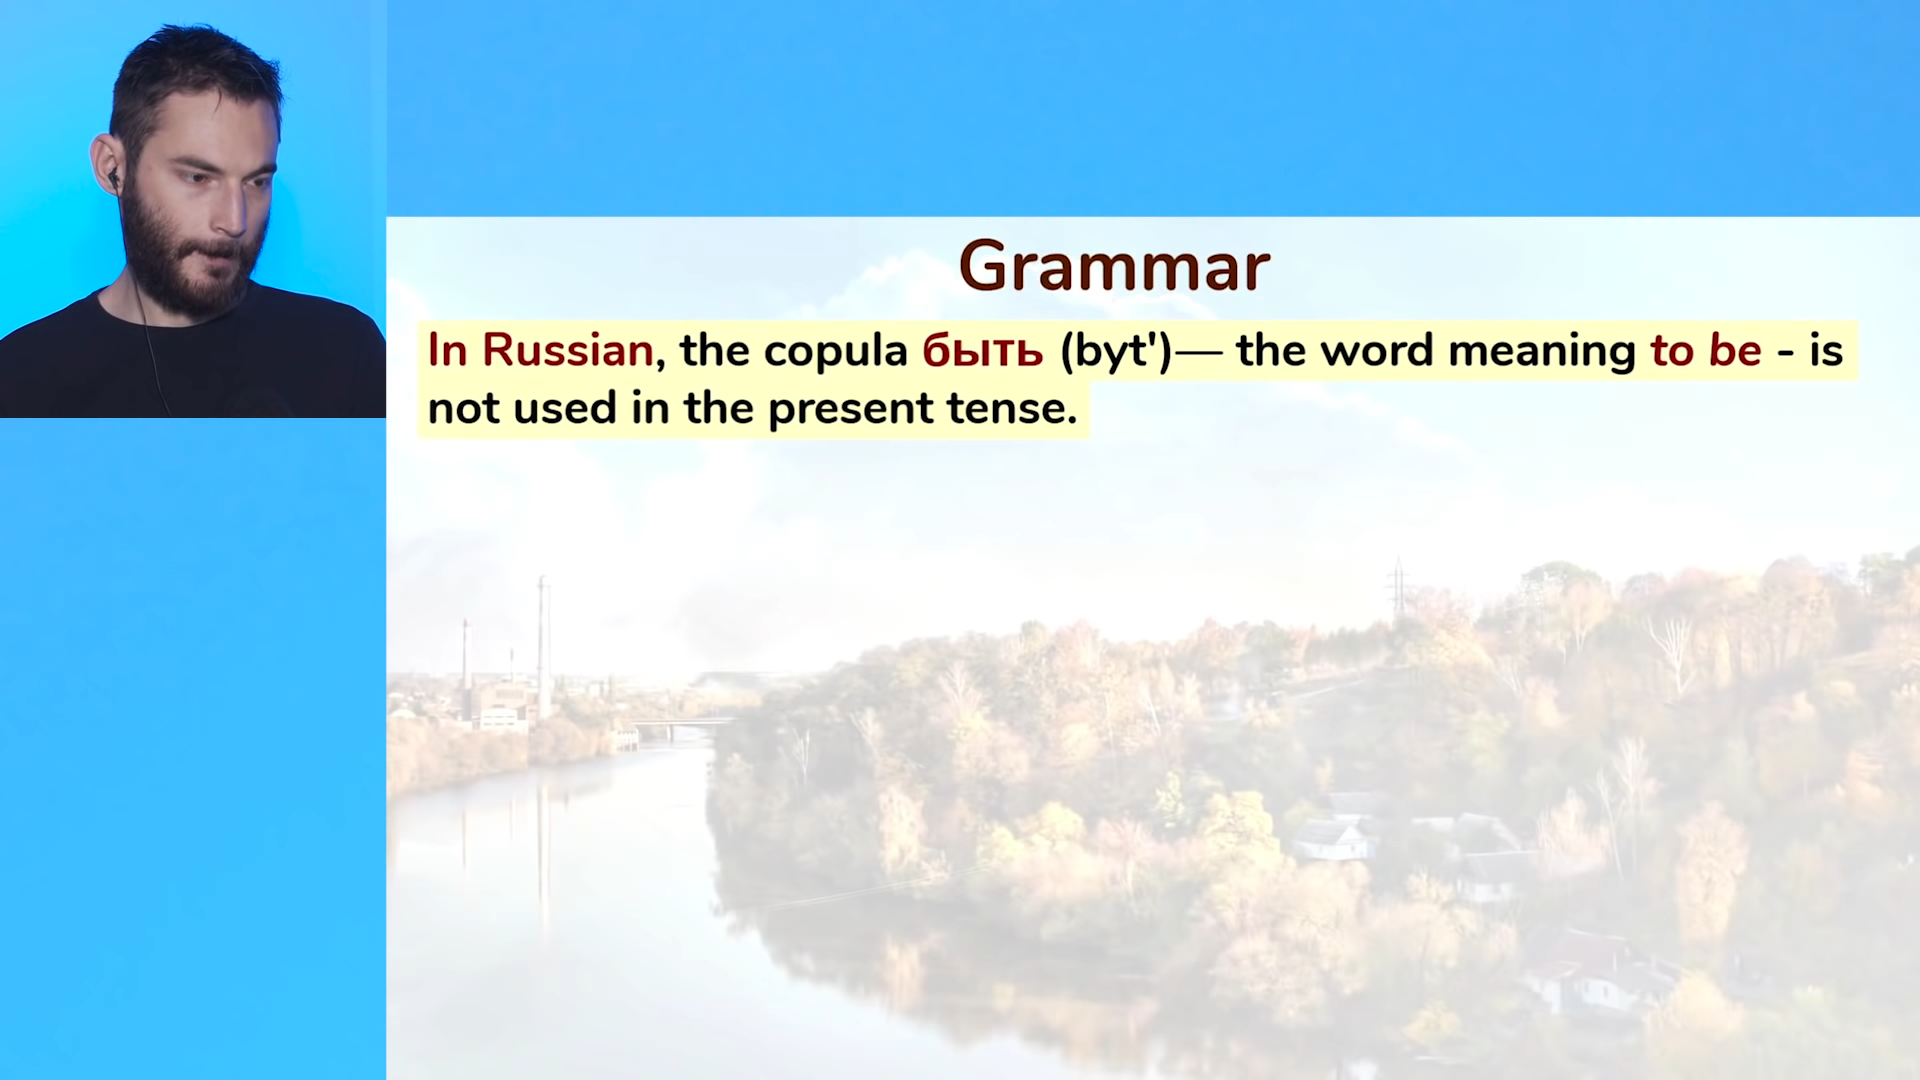 Grammar
In Russian, the copula быть (byt')— the word meaning to be - is
not used in the present tense.